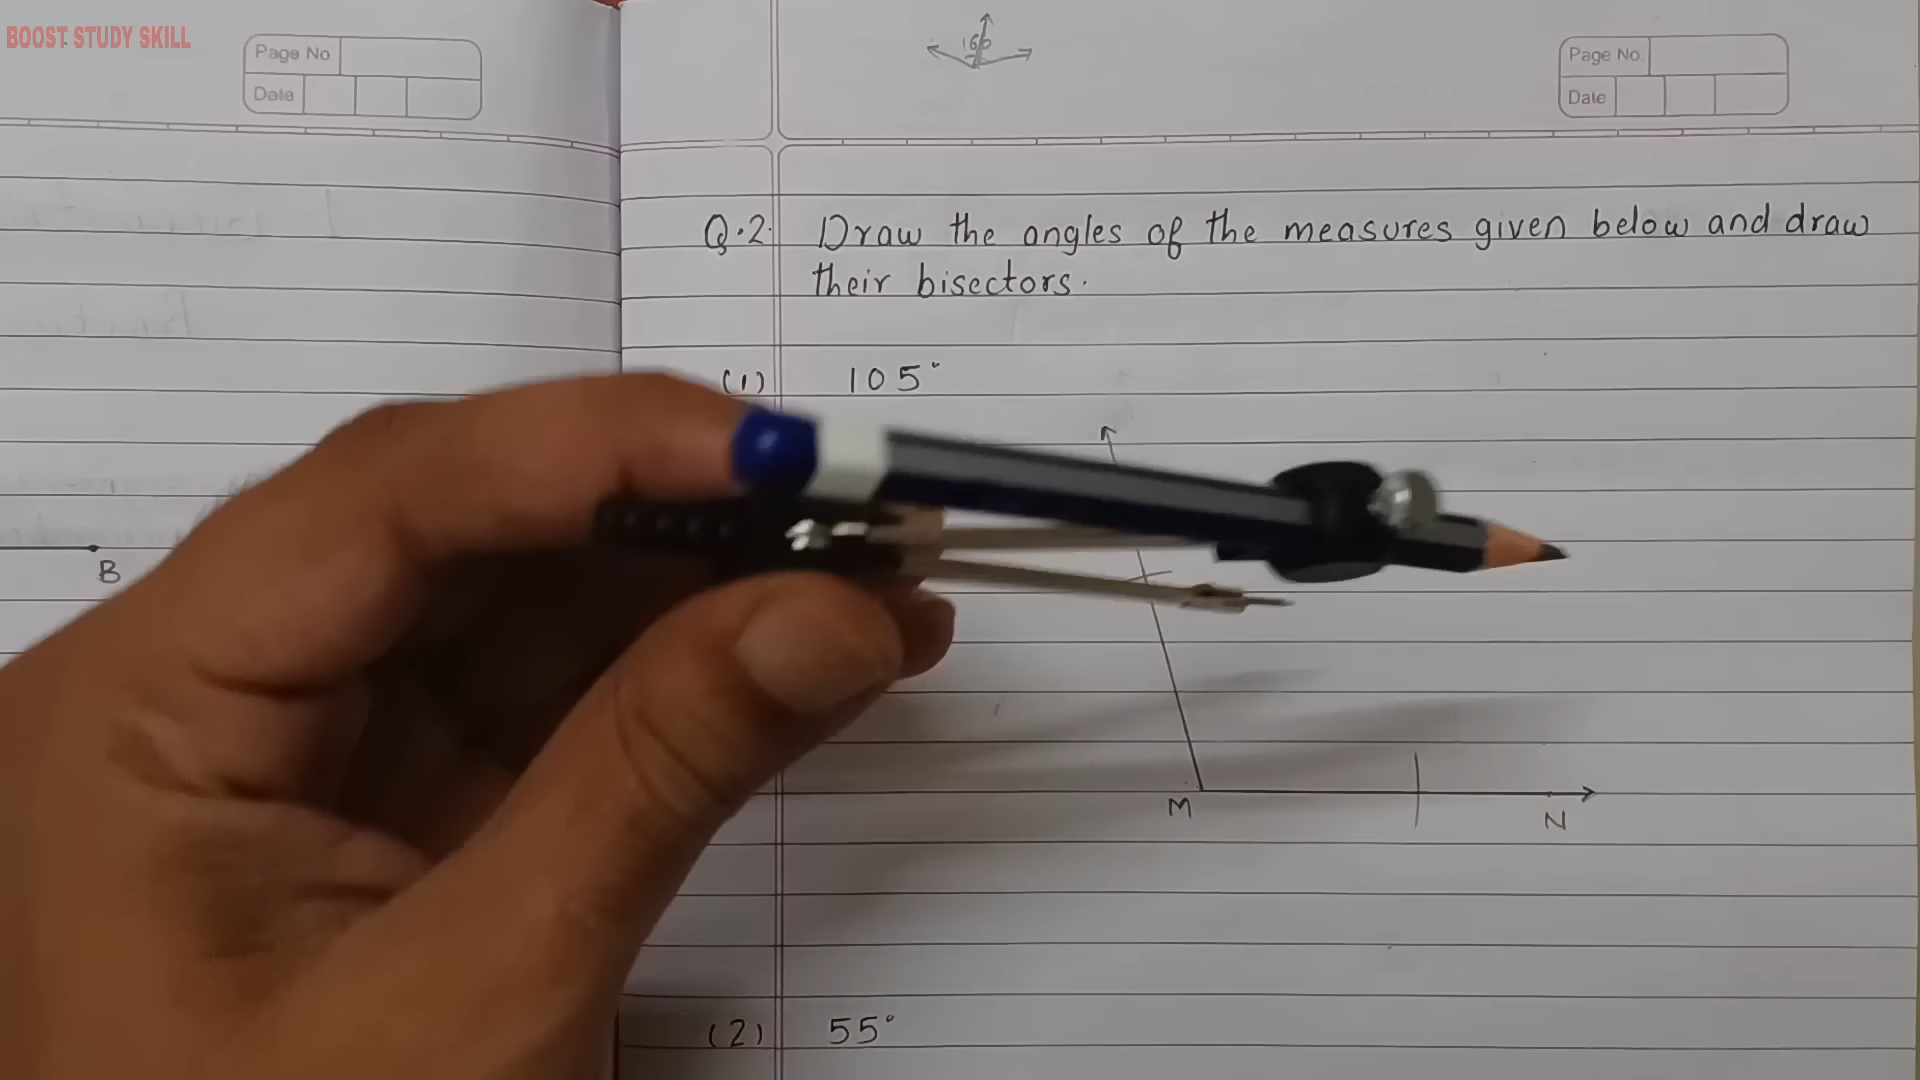 BOOST STUDY SKILL
Page No
Date
160
Page No.
Date
Q.2. Draw the angles of the measures given below and draw
their bisectors.
(1) 105°
B
M
N
(2) 55°